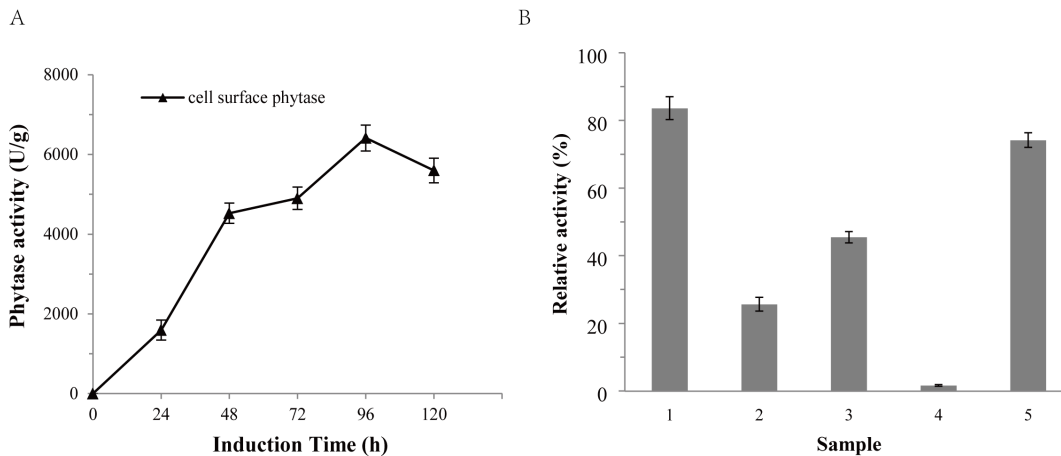 A
8000
6000
4000
2000
0
Phytase activity (U/g)
cell surface phytase
0 24 48 72 96 120
Induction Time (h)
B
100
80
60
40
20
0
Relative activity (%)
1 2 3 4 5
Sample